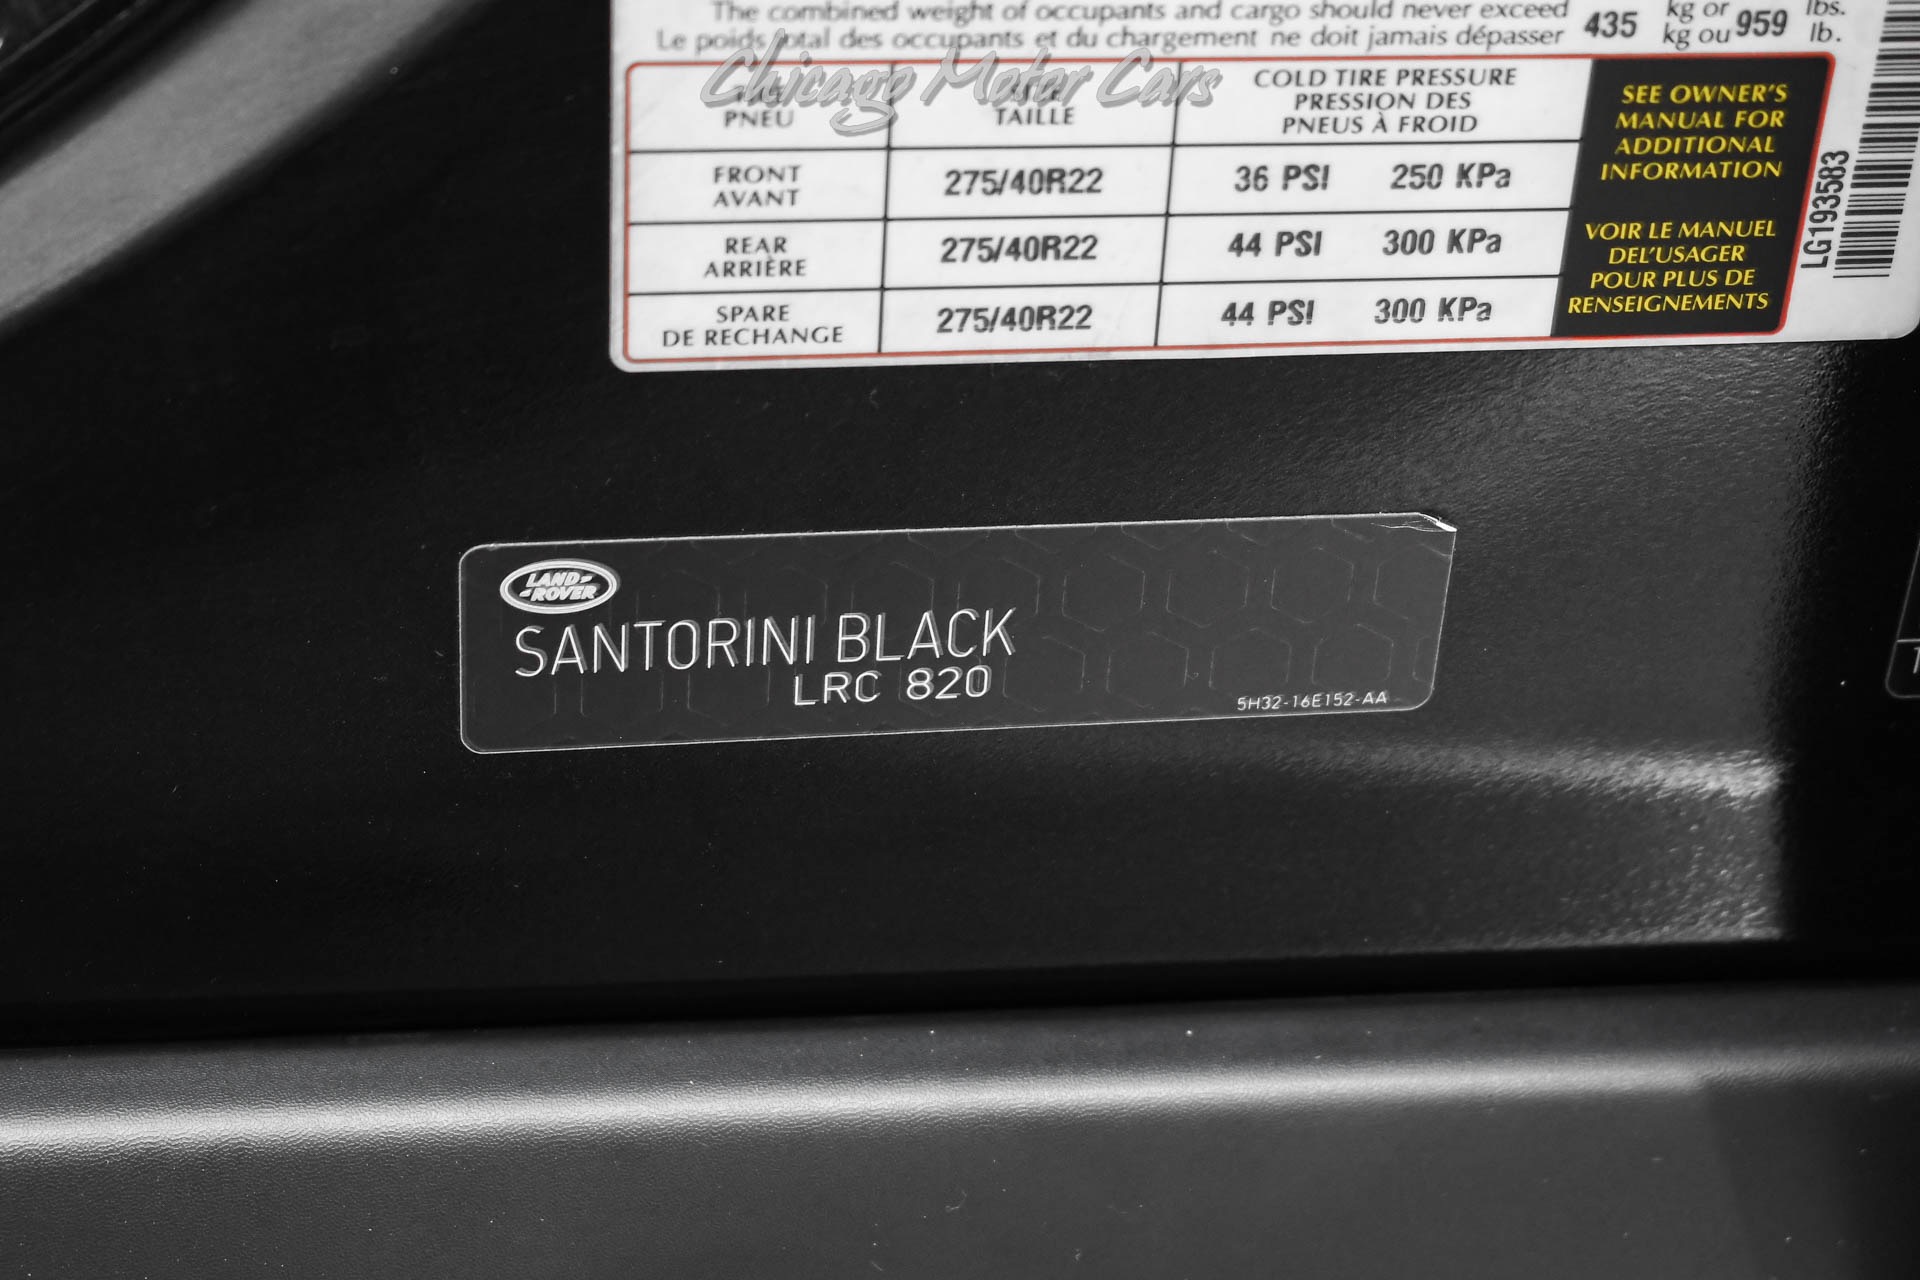 The combined weight of occupants and cargo should never exceed 435 kg or 959 lbs.
Le poids total des occupants et du chargement ne doit jamais dépasser kg ou lb.
Chicago Motor Cars
PNEU
TAILLE
COLD TIRE PRESSURE
PRESSION DES
PNEUS À FROID
FRONT
AVANT
275/40R22
36 PSI 250 KPa
REAR
ARRIÈRE
275/40R22
44 PSI 300 KPa
SPARE
DE RECHANGE
275/40R22
44 PSI 300 KPa
SEE OWNER'S
MANUAL FOR
ADDITIONAL
INFORMATION
VOIR LE MANUEL
DEL'USAGER
POUR PLUS DE
RENSEIGNEMENTS
LG193583
LAND-
-ROVER
SANTORINI BLACK
LRC 820
5H32-16E152-AA